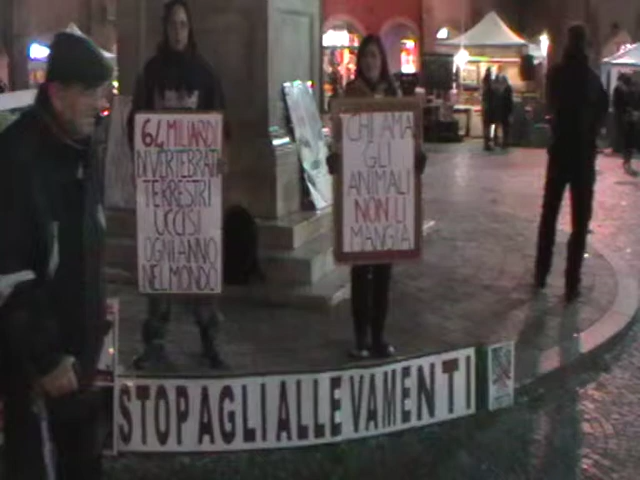 64 MILIARDI
DI VERTEBRATI
TERRESTRI
UCCISI
OGNI ANNO
NEL MONDO
CHI AMA
GLI
ANIMALI
NON LI
MANGIA
STOP AGLI ALLEVAMENTI